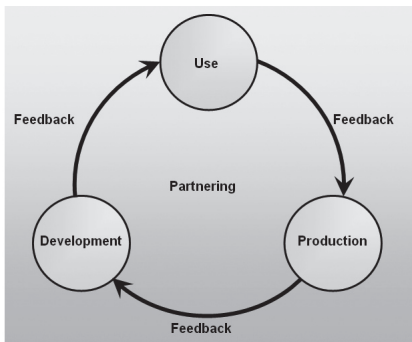 Use
Feedback
Feedback
Partnering
Development
Production
Feedback